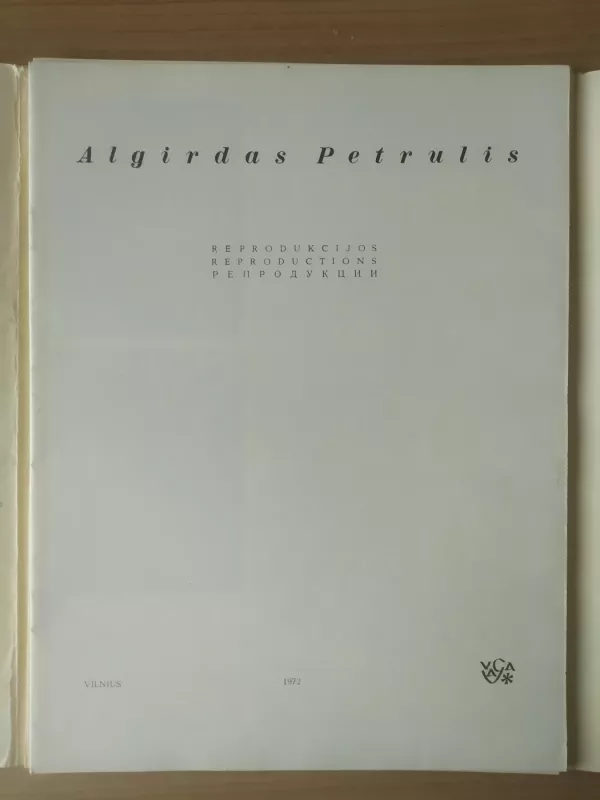 Algirdas Petrulis
REPRODUKCIJOS
REPRODUCTIONS
РЕПРОДУКЦИИ
VILNIUS 1972